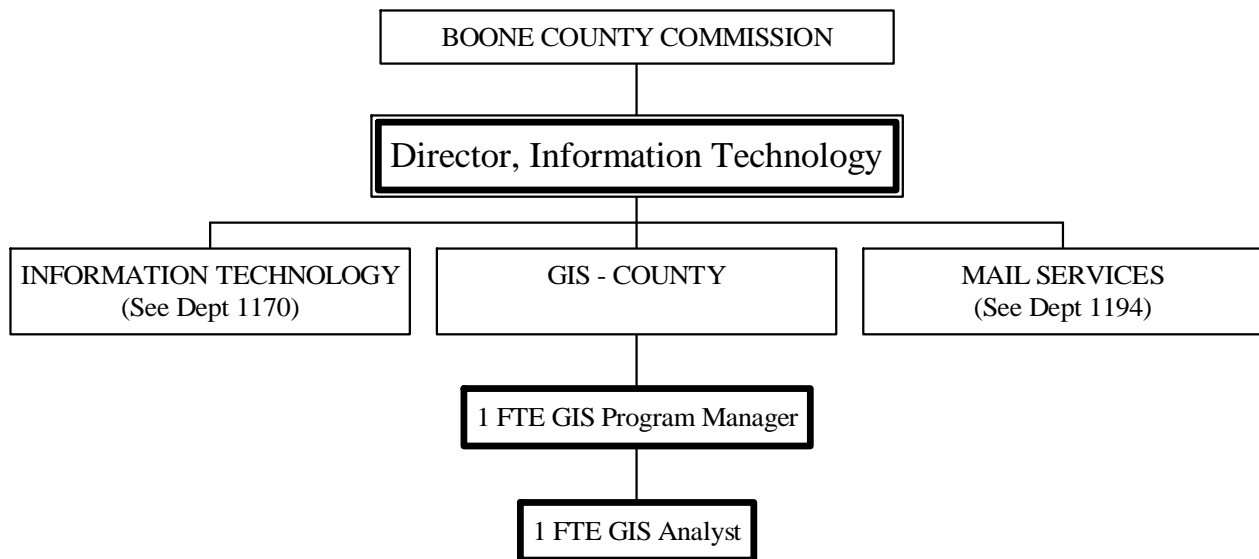 BOONE COUNTY COMMISSION
Director, Information Technology
INFORMATION TECHNOLOGY
(See Dept 1170)
GIS - COUNTY
MAIL SERVICES
(See Dept 1194)
1 FTE GIS Program Manager
1 FTE GIS Analyst